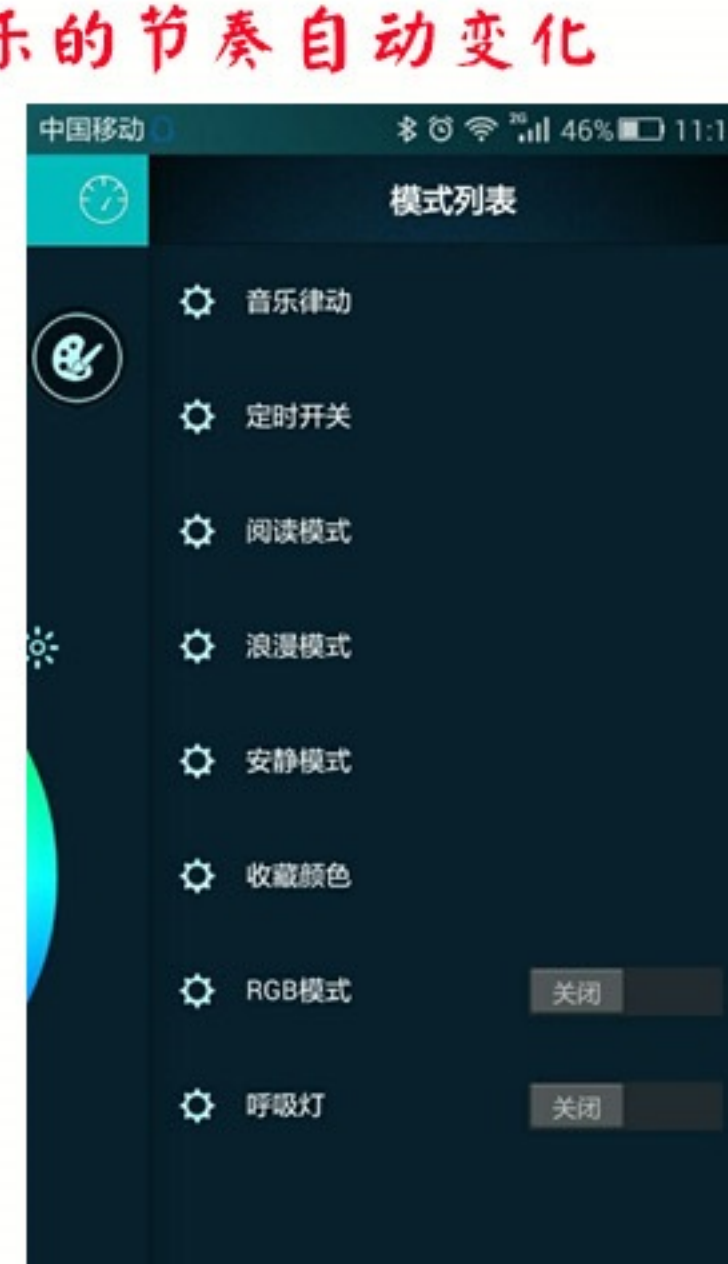 乐的节奏自动变化
中国移动 2G 46% 11:1
模式列表
音乐律动
定时开关
阅读模式
浪漫模式
安静模式
收藏颜色
RGB模式 关闭
呼吸灯 关闭